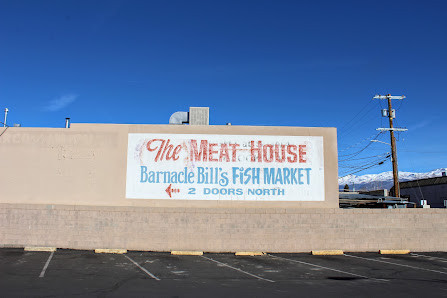 The MEAT HOUSE
Barnacle Bill's FISH MARKET
2 DOORS NORTH